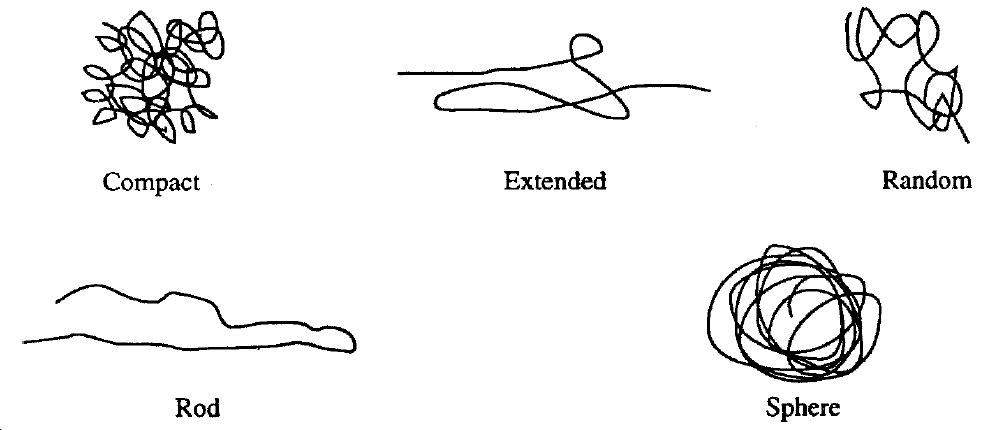 Compact
Extended
Random
Rod
Sphere